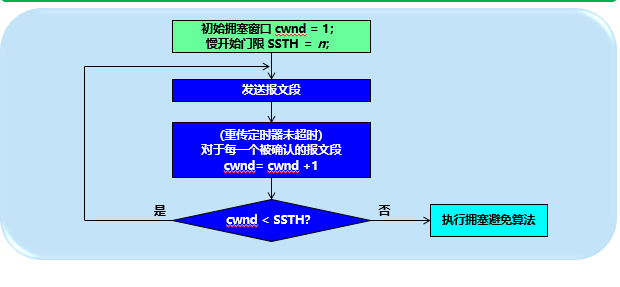 初始拥塞窗口 cwnd = 1；
慢开始门限 SSTH = n;
发送报文段
（重传定时器未超时）
对于每一个被确认的报文段
cwnd= cwnd +1
是
cwnd < SSTH?
否
执行拥塞避免算法